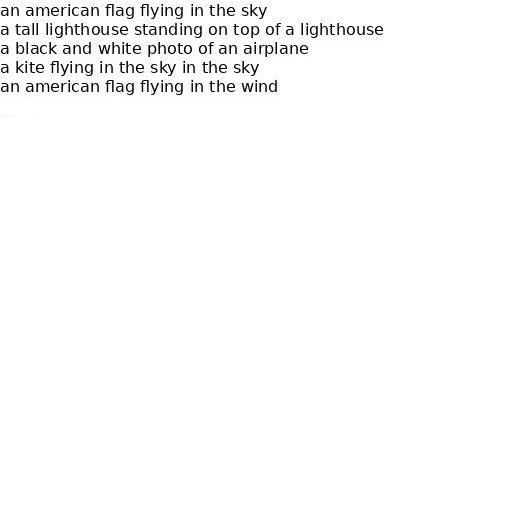 an american flag flying in the sky
a tall lighthouse standing on top of a lighthouse
a black and white photo of an airplane
a kite flying in the sky in the sky
an american flag flying in the wind